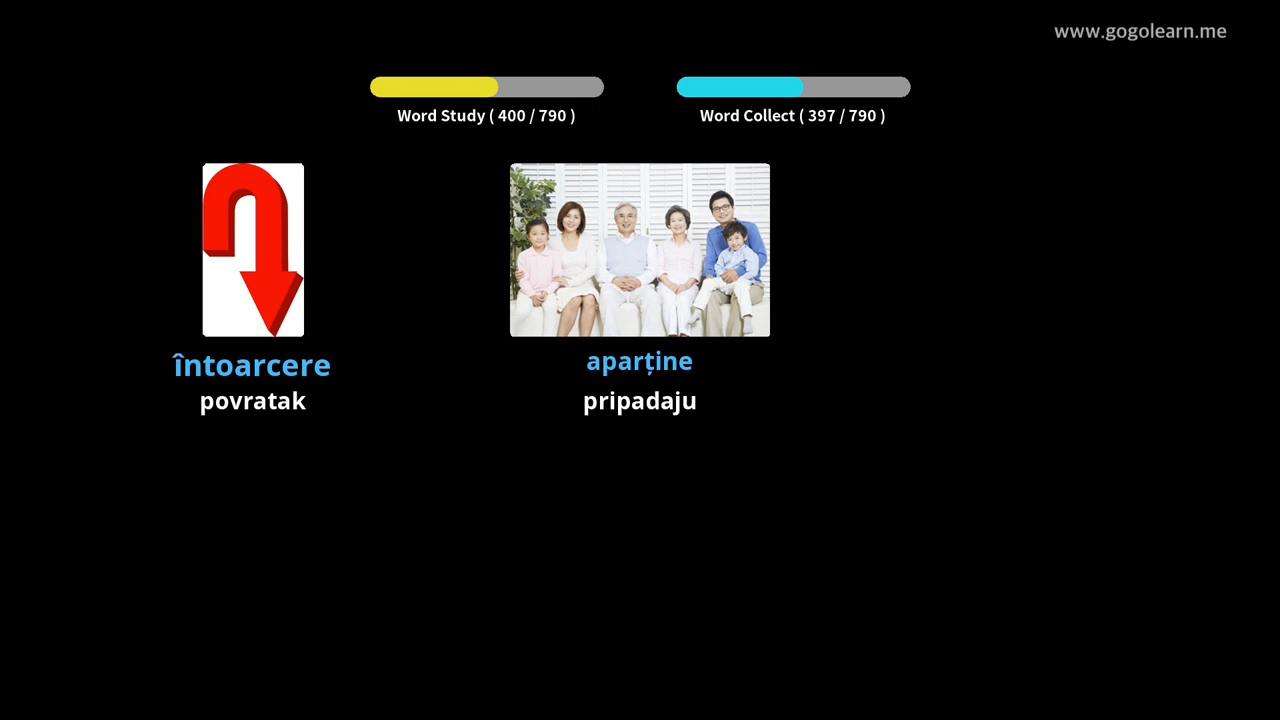 www.gogolearn.me
Word Study ( 400 / 790 )
Word Collect ( 397 / 790 )
întoarcere
povratak
aparține
pripadaju